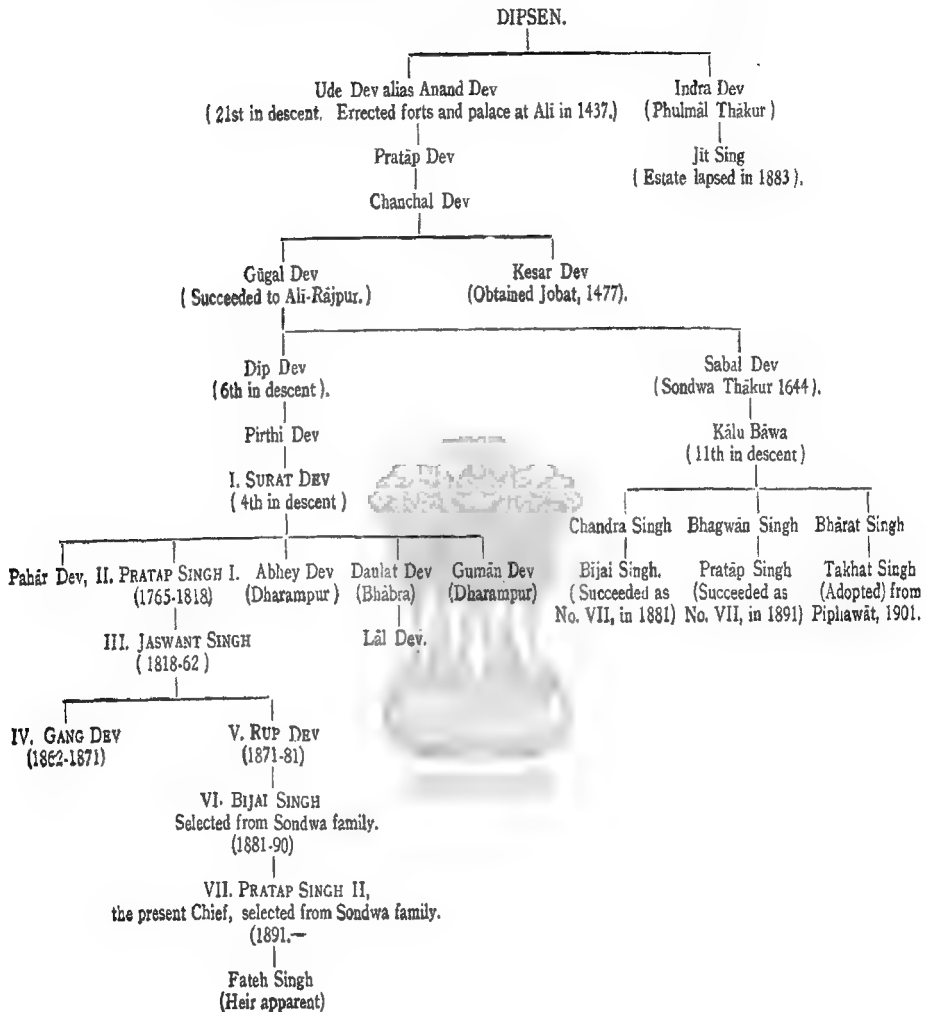 DIPSEN.
Ude Dev alias Anand Dev
( 21st in descent. Errected forts and palace at Alī in 1437.)
Indra Dev
(Phulmāl Thākur)
Pratāp Dev
Jīt Sing
( Estate lapsed in 1883 ).
Chanchal Dev
Gūgal Dev
( Succeeded to Alī-Rājpur. )
Kesar Dev
(Obtained Jobat, 1477).
Dip Dev
(6th in descent ).
Sabal Dev
(Sondwa Thākur 1644).
Pirthi Dev
Kālu Bāwa
( 11th in descent )
I. SURAT DEV
( 4th in descent )
Chandra Singh Bhagwān Singh Bhārat Singh
Pahār Dev, II. PRATAP SINGH I.
(1765-1818)
Abhey Dev
(Dharampur)
Daulat Dev
(Bhābra)
Gumān Dev
(Dharampur)
Bijai Singh.
( Succeeded as
No. VII, in 1881)
Pratāp Singh
(Succeeded as
No. VII, in 1891)
Takhat Singh
(Adopted) from
Piphawāt, 1901.
III. JASWANT SINGH
( 1818-62 )
Lāl Dev.
IV. GANG DEV
(1862-1871)
V. RUP DEV
(1871-81)
VI. BIJAI SINGH
Selected from Sondwa family.
(1881-90)
VII. PRATAP SINGH II,
the present Chief, selected from Sondwa family.
(1891.—
Fateh Singh
(Heir apparent)